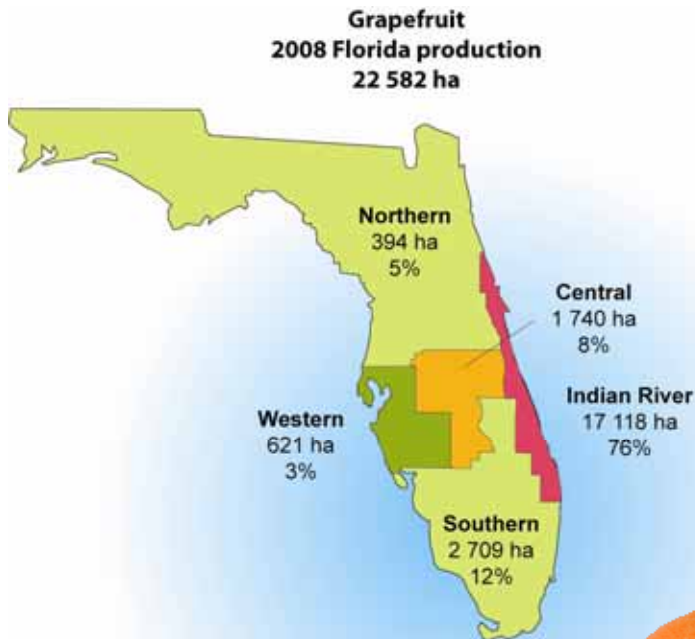 Grapefruit
2008 Florida production
22 582 ha
Northern
394 ha
5%
Central
1 740 ha
8%
Indian River
17 118 ha
76%
Western
621 ha
3%
Southern
2 709 ha
12%